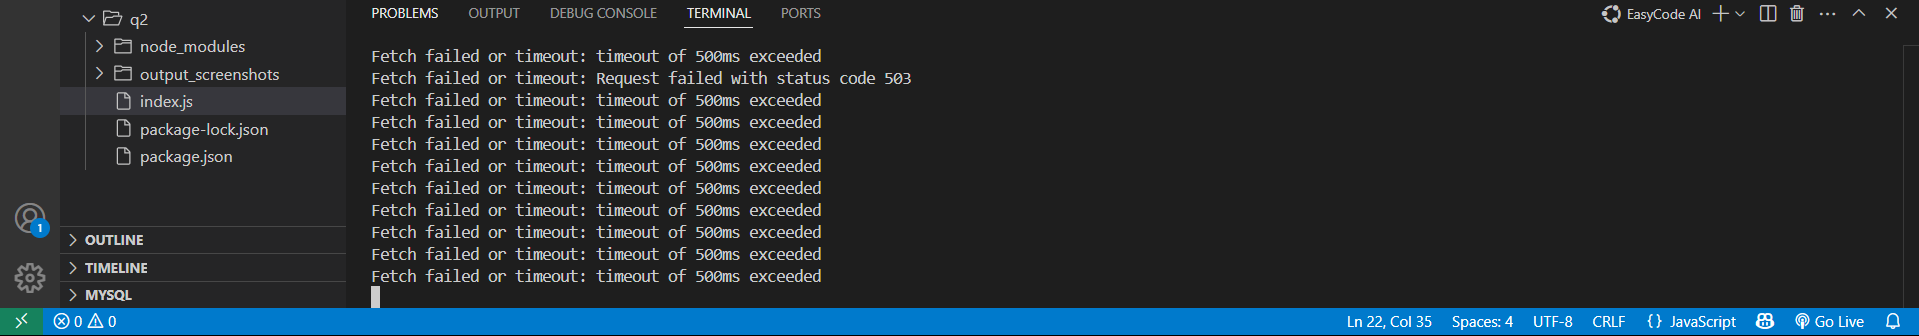 q2
node_modules
output_screenshots
index.js
package-lock.json
package.json
OUTLINE
TIMELINE
MYSQL
1
PROBLEMS OUTPUT DEBUG CONSOLE TERMINAL PORTS
EasyCode AI
Fetch failed or timeout: timeout of 500ms exceeded
Fetch failed or timeout: Request failed with status code 503
Fetch failed or timeout: timeout of 500ms exceeded
Fetch failed or timeout: timeout of 500ms exceeded
Fetch failed or timeout: timeout of 500ms exceeded
Fetch failed or timeout: timeout of 500ms exceeded
Fetch failed or timeout: timeout of 500ms exceeded
Fetch failed or timeout: timeout of 500ms exceeded
Fetch failed or timeout: timeout of 500ms exceeded
Fetch failed or timeout: timeout of 500ms exceeded
Fetch failed or timeout: timeout of 500ms exceeded
0 0 Ln 22, Col 35 Spaces: 4 UTF-8 CRLF {} JavaScript Go Live